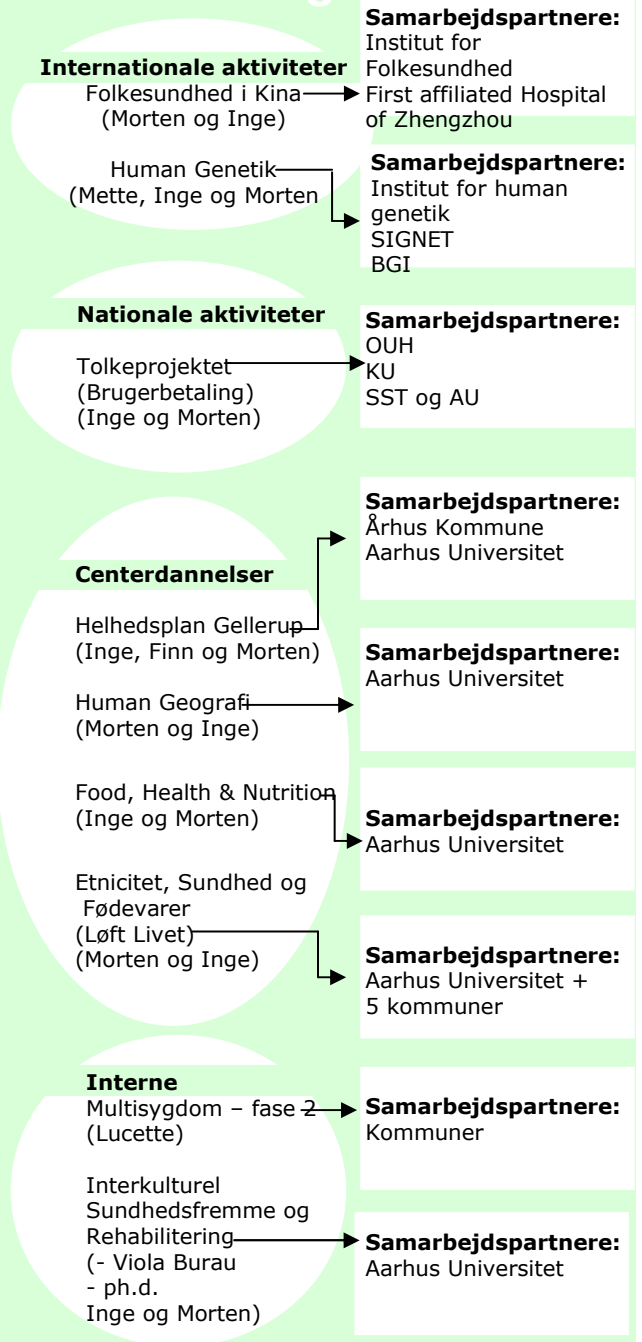 Internationale aktiviteter
Folkesundhed i Kina
(Morten og Inge)
Samarbejdspartnere:
Institut for
Folkesundhed
First affiliated Hospital
of Zhengzhou
Human Genetik
(Mette, Inge og Morten
Samarbejdspartnere:
Institut for human
genetik
SIGNET
BGI
Nationale aktiviteter
Tolkeprojektet
(Brugerbetaling)
(Inge og Morten)
Samarbejdspartnere:
OUH
KU
SST og AU
Centerdannelser
Helhedsplan Gellerup
(Inge, Finn og Morten)
Samarbejdspartnere:
Århus Kommune
Aarhus Universitet
Human Geografi
(Morten og Inge)
Samarbejdspartnere:
Aarhus Universitet
Food, Health & Nutrition
(Inge og Morten)
Samarbejdspartnere:
Aarhus Universitet
Etnicitet, Sundhed og
Fødevarer
(Løft Livet)
(Morten og Inge)
Samarbejdspartnere:
Aarhus Universitet +
5 kommuner
Interne
Multisygdom – fase 2
(Lucette)
Samarbejdspartnere:
Kommuner
Interkulturel
Sundhedsfremme og
Rehabilitering
(- Viola Burau
- ph.d.
Inge og Morten)
Samarbejdspartnere:
Aarhus Universitet